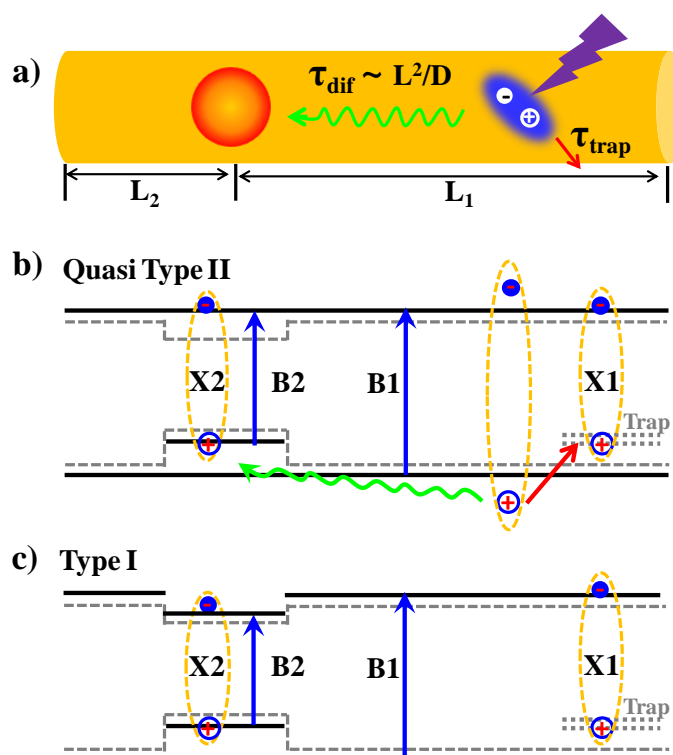 a)
τdif ~ L²/D
-
+
τtrap
L₂
L₁
b) Quasi Type II
- - -
X2 B2 B1 X1
Trap
+ +
+
c) Type I
- -
X2 B2 B1 X1
Trap
+ +